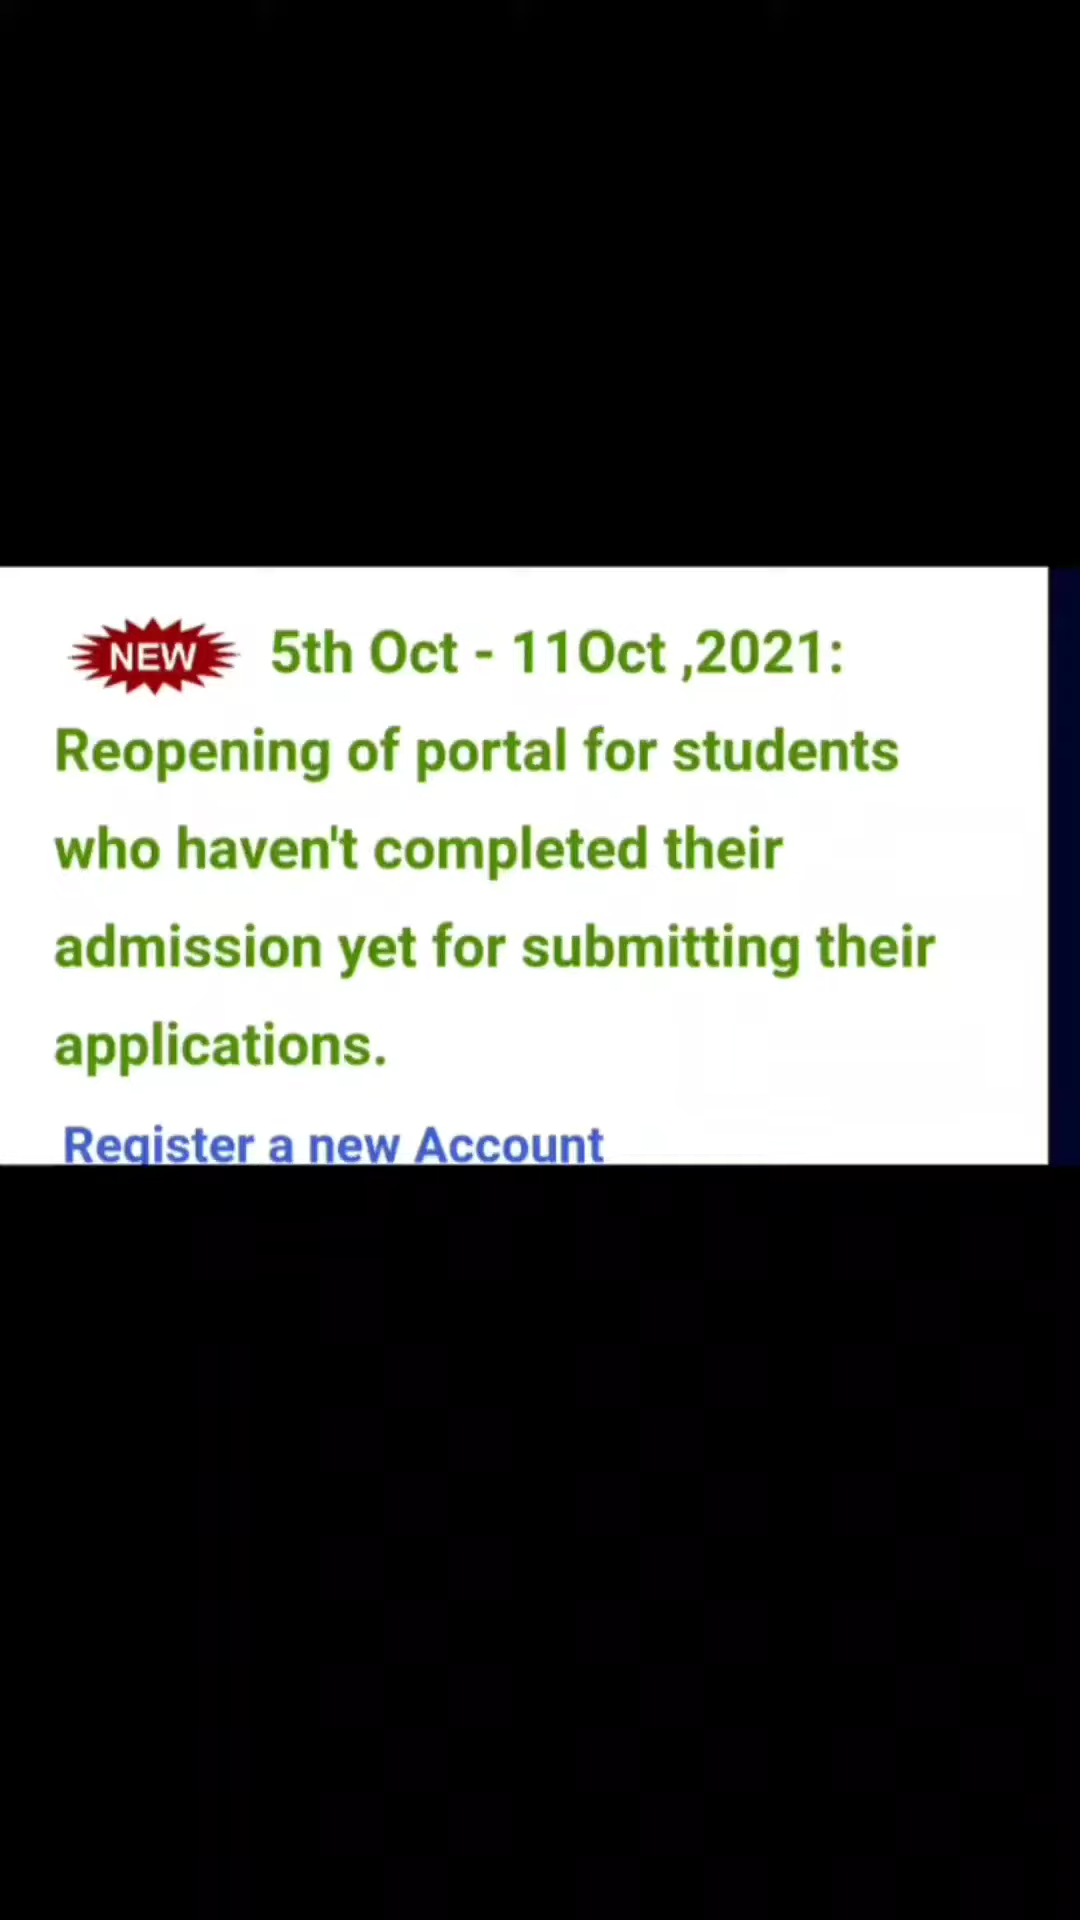 NEW 5th Oct - 11Oct ,2021:
Reopening of portal for students
who haven't completed their
admission yet for submitting their
applications.
Register a new Account